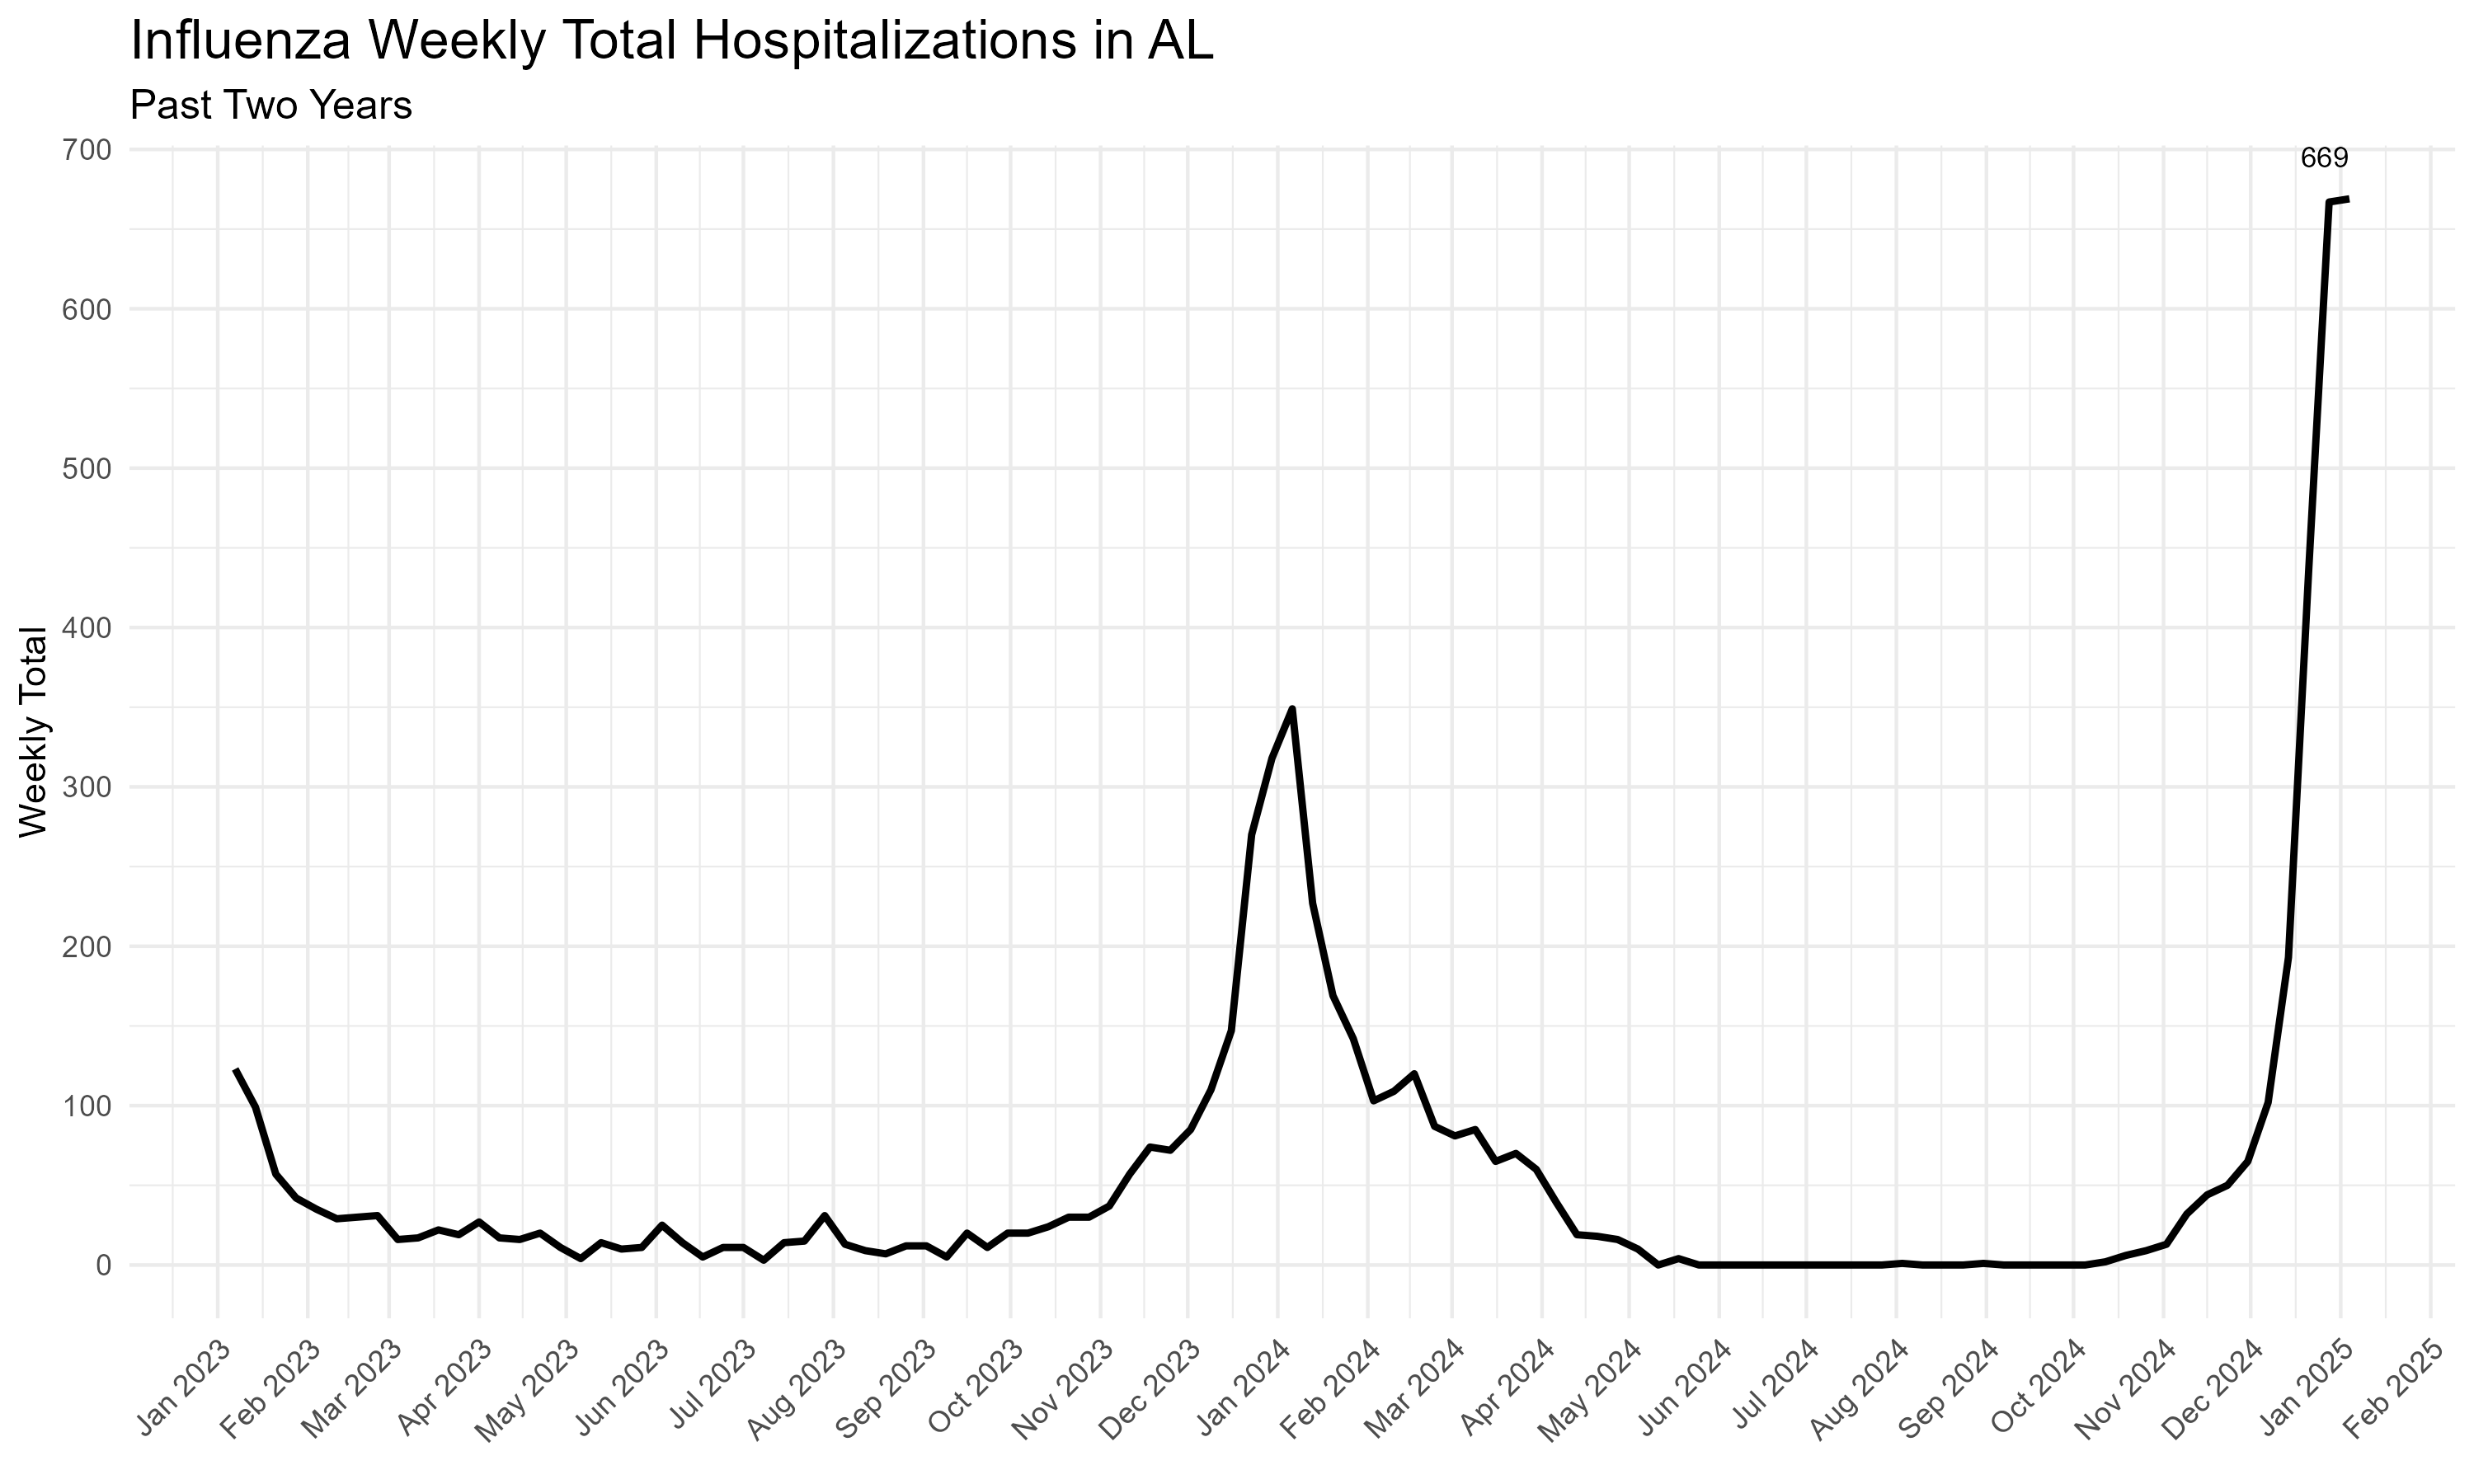 Influenza Weekly Total Hospitalizations in AL
Past Two Years
669
Weekly Total
700
600
500
400
300
200
100
0
Jan 2023
Feb 2023
Mar 2023
Apr 2023
May 2023
Jun 2023
Jul 2023
Aug 2023
Sep 2023
Oct 2023
Nov 2023
Dec 2023
Jan 2024
Feb 2024
Mar 2024
Apr 2024
May 2024
Jun 2024
Jul 2024
Aug 2024
Sep 2024
Oct 2024
Nov 2024
Dec 2024
Jan 2025
Feb 2025